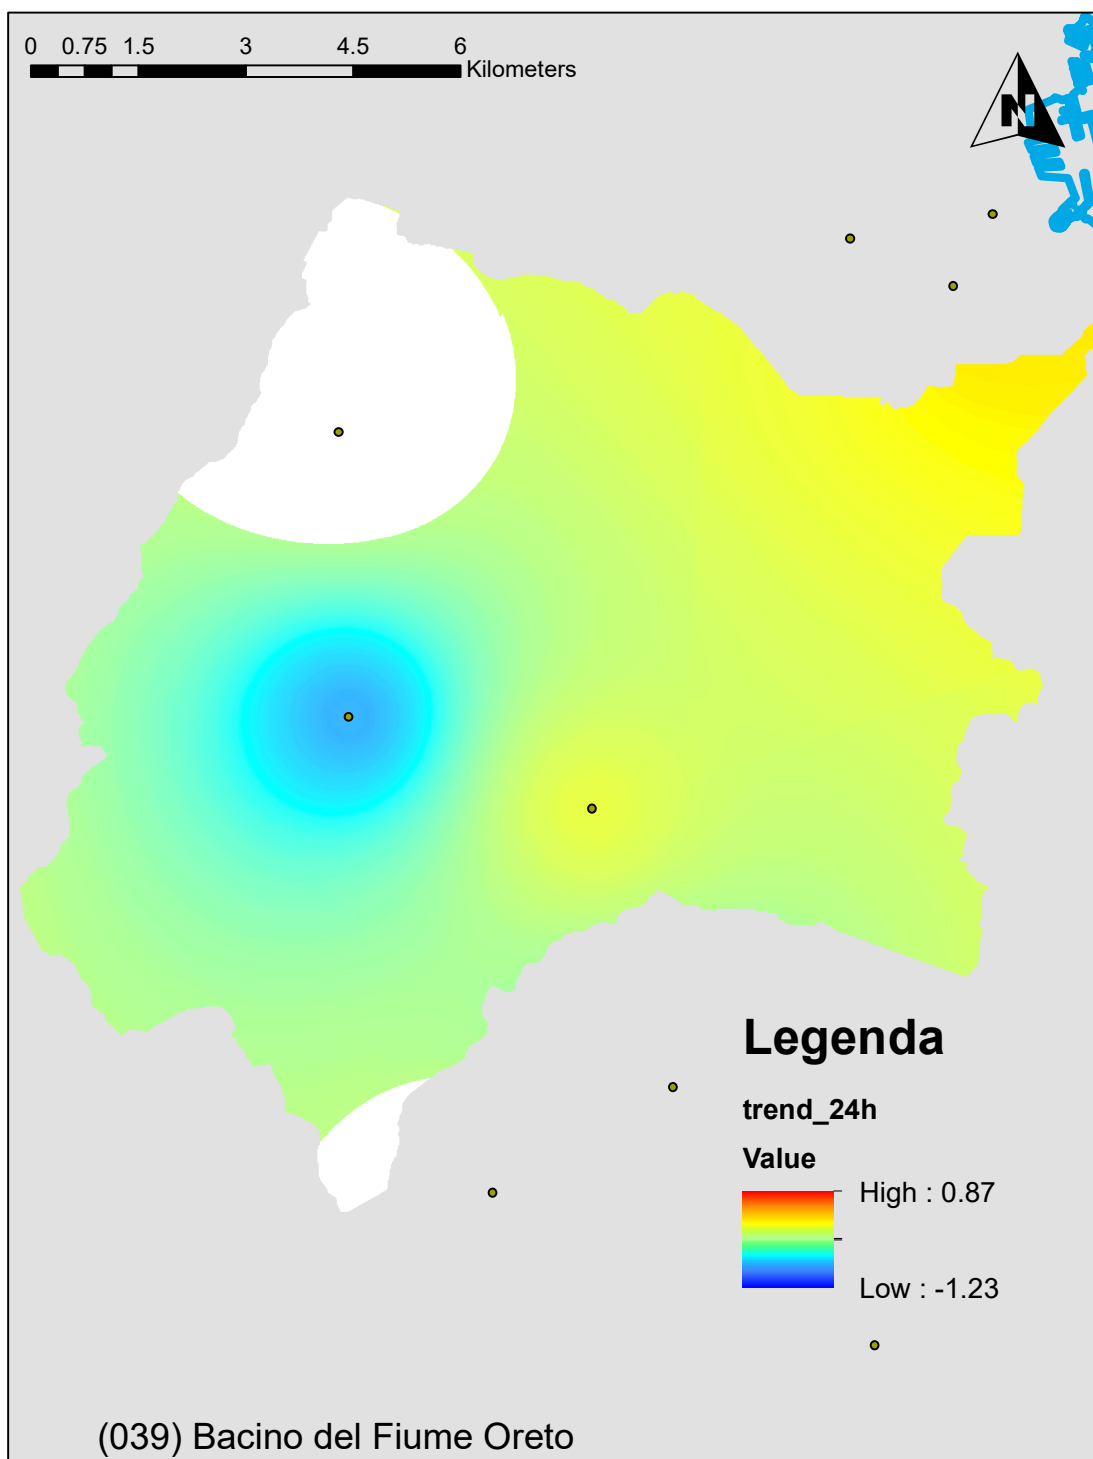 0 0.75 1.5 3 4.5 6
Kilometers
N
Legenda
trend_24h
Value
High : 0.87
Low : -1.23
(039) Bacino del Fiume Oreto